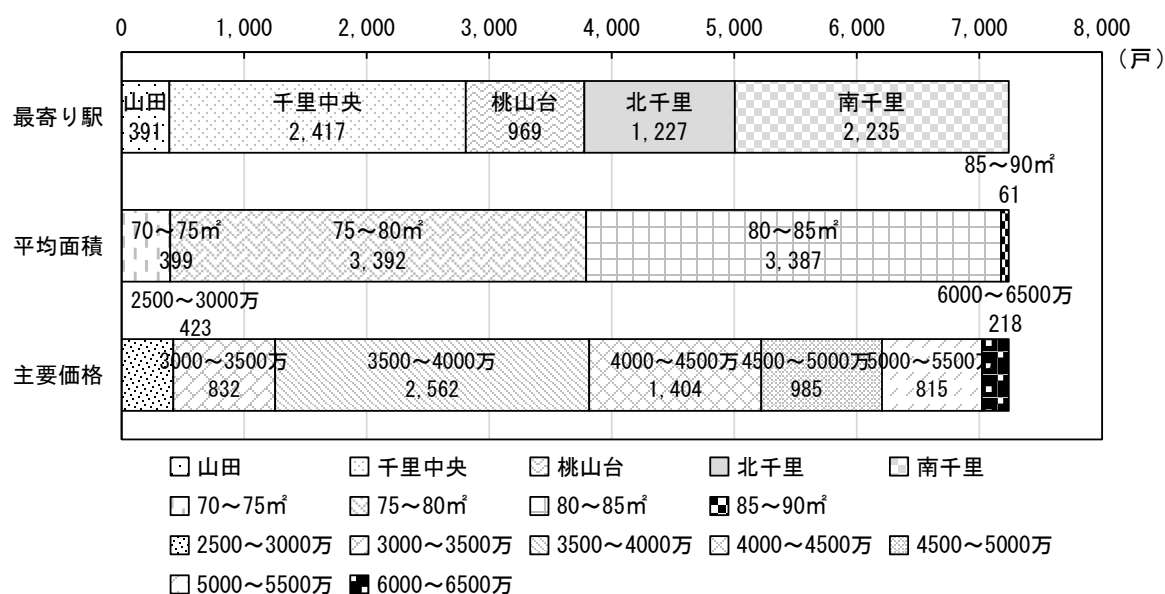 0 1,000 2,000 3,000 4,000 5,000 6,000 7,000 8,000
(戸)
最寄り駅
山田 千里中央 桃山台 北千里 南千里
391 2,417 969 1,227 2,235
85～90㎡
61
平均面積
70～75㎡ 75～80㎡ 80～85㎡
399 3,392 3,387
2500～3000万 6000～6500万
423 218
主要価格
3000～3500万 3500～4000万 4000～4500万 4500～5000万 5000～5500万
832 2,562 1,404 985 815
山田 千里中央 桃山台 北千里 南千里
70～75㎡ 75～80㎡ 80～85㎡ 85～90㎡
2500～3000万 3000～3500万 3500～4000万 4000～4500万 4500～5000万
5000～5500万 6000～6500万